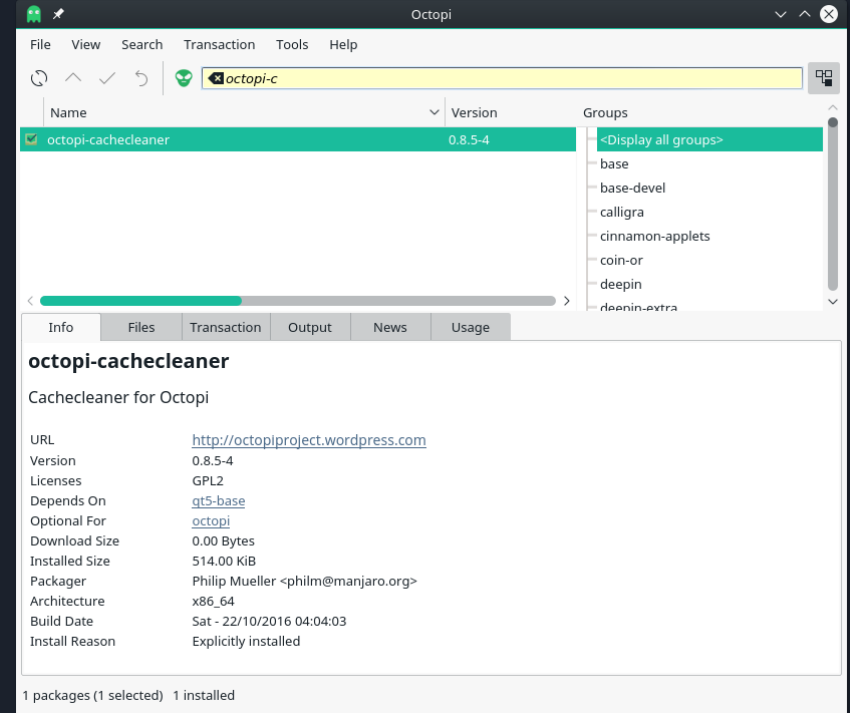 Octopi
File View Search Transaction Tools Help
octopi-c
Name Version Groups
octopi-cachecleaner 0.8.5-4 <Display all groups>
base
base-devel
calligra
cinnamon-applets
coin-or
deepin
deepin-extra
Info Files Transaction Output News Usage
octopi-cachecleaner
Cachecleaner for Octopi
URL http://octopiproject.wordpress.com
Version 0.8.5-4
Licenses GPL2
Depends On qt5-base
Optional For octopi
Download Size 0.00 Bytes
Installed Size 514.00 KiB
Packager Philip Mueller <philm@manjaro.org>
Architecture x86_64
Build Date Sat - 22/10/2016 04:04:03
Install Reason Explicitly installed
1 packages (1 selected) 1 installed